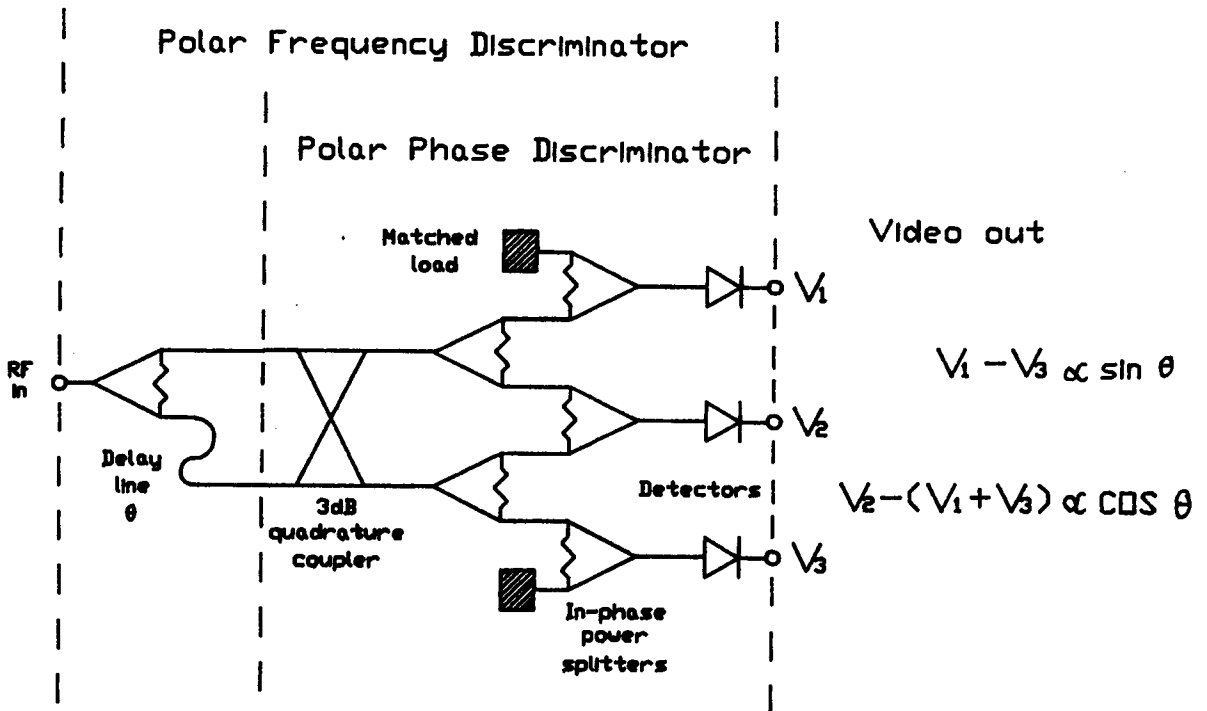 Polar Frequency Discriminator
Polar Phase Discriminator
Matched
load
Video out
V₁
RF
in
V₁ − V₃ ∝ sin θ
V₂
Delay
line
θ
Detectors
V₂−(V₁+V₃) ∝ COS θ
3dB
quadrature
coupler
V₃
In-phase
power
splitters